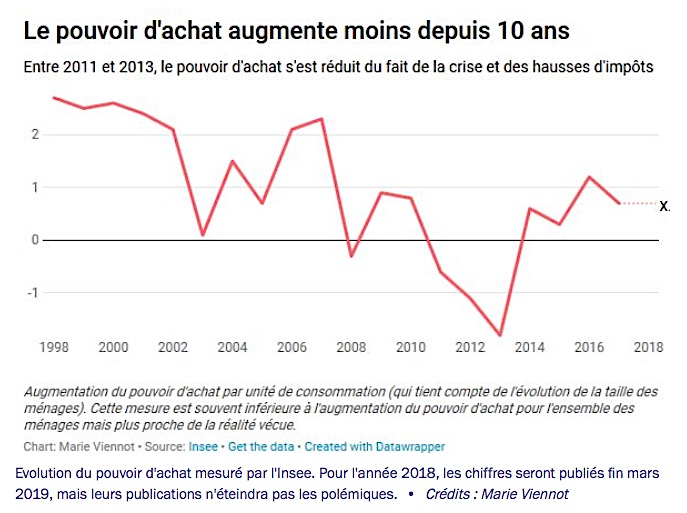 Le pouvoir d'achat augmente moins depuis 10 ans
Entre 2011 et 2013, le pouvoir d'achat s'est réduit du fait de la crise et des hausses d'impôts
2
1
X.
0
-1
1998 2000 2002 2004 2006 2008 2010 2012 2014 2016 2018
Augmentation du pouvoir d'achat par unité de consommation (qui tient compte de l'évolution de la taille des
ménages). Cette mesure est souvent inférieure à l'augmentation du pouvoir d'achat pour l'ensemble des
ménages mais plus proche de la réalité vécue.
Chart: Marie Viennot • Source: Insee • Get the data • Created with Datawrapper
Evolution du pouvoir d'achat mesuré par l'Insee. Pour l'année 2018, les chiffres seront publiés fin mars
2019, mais leurs publications n'éteindra pas les polémiques. • Crédits : Marie Viennot